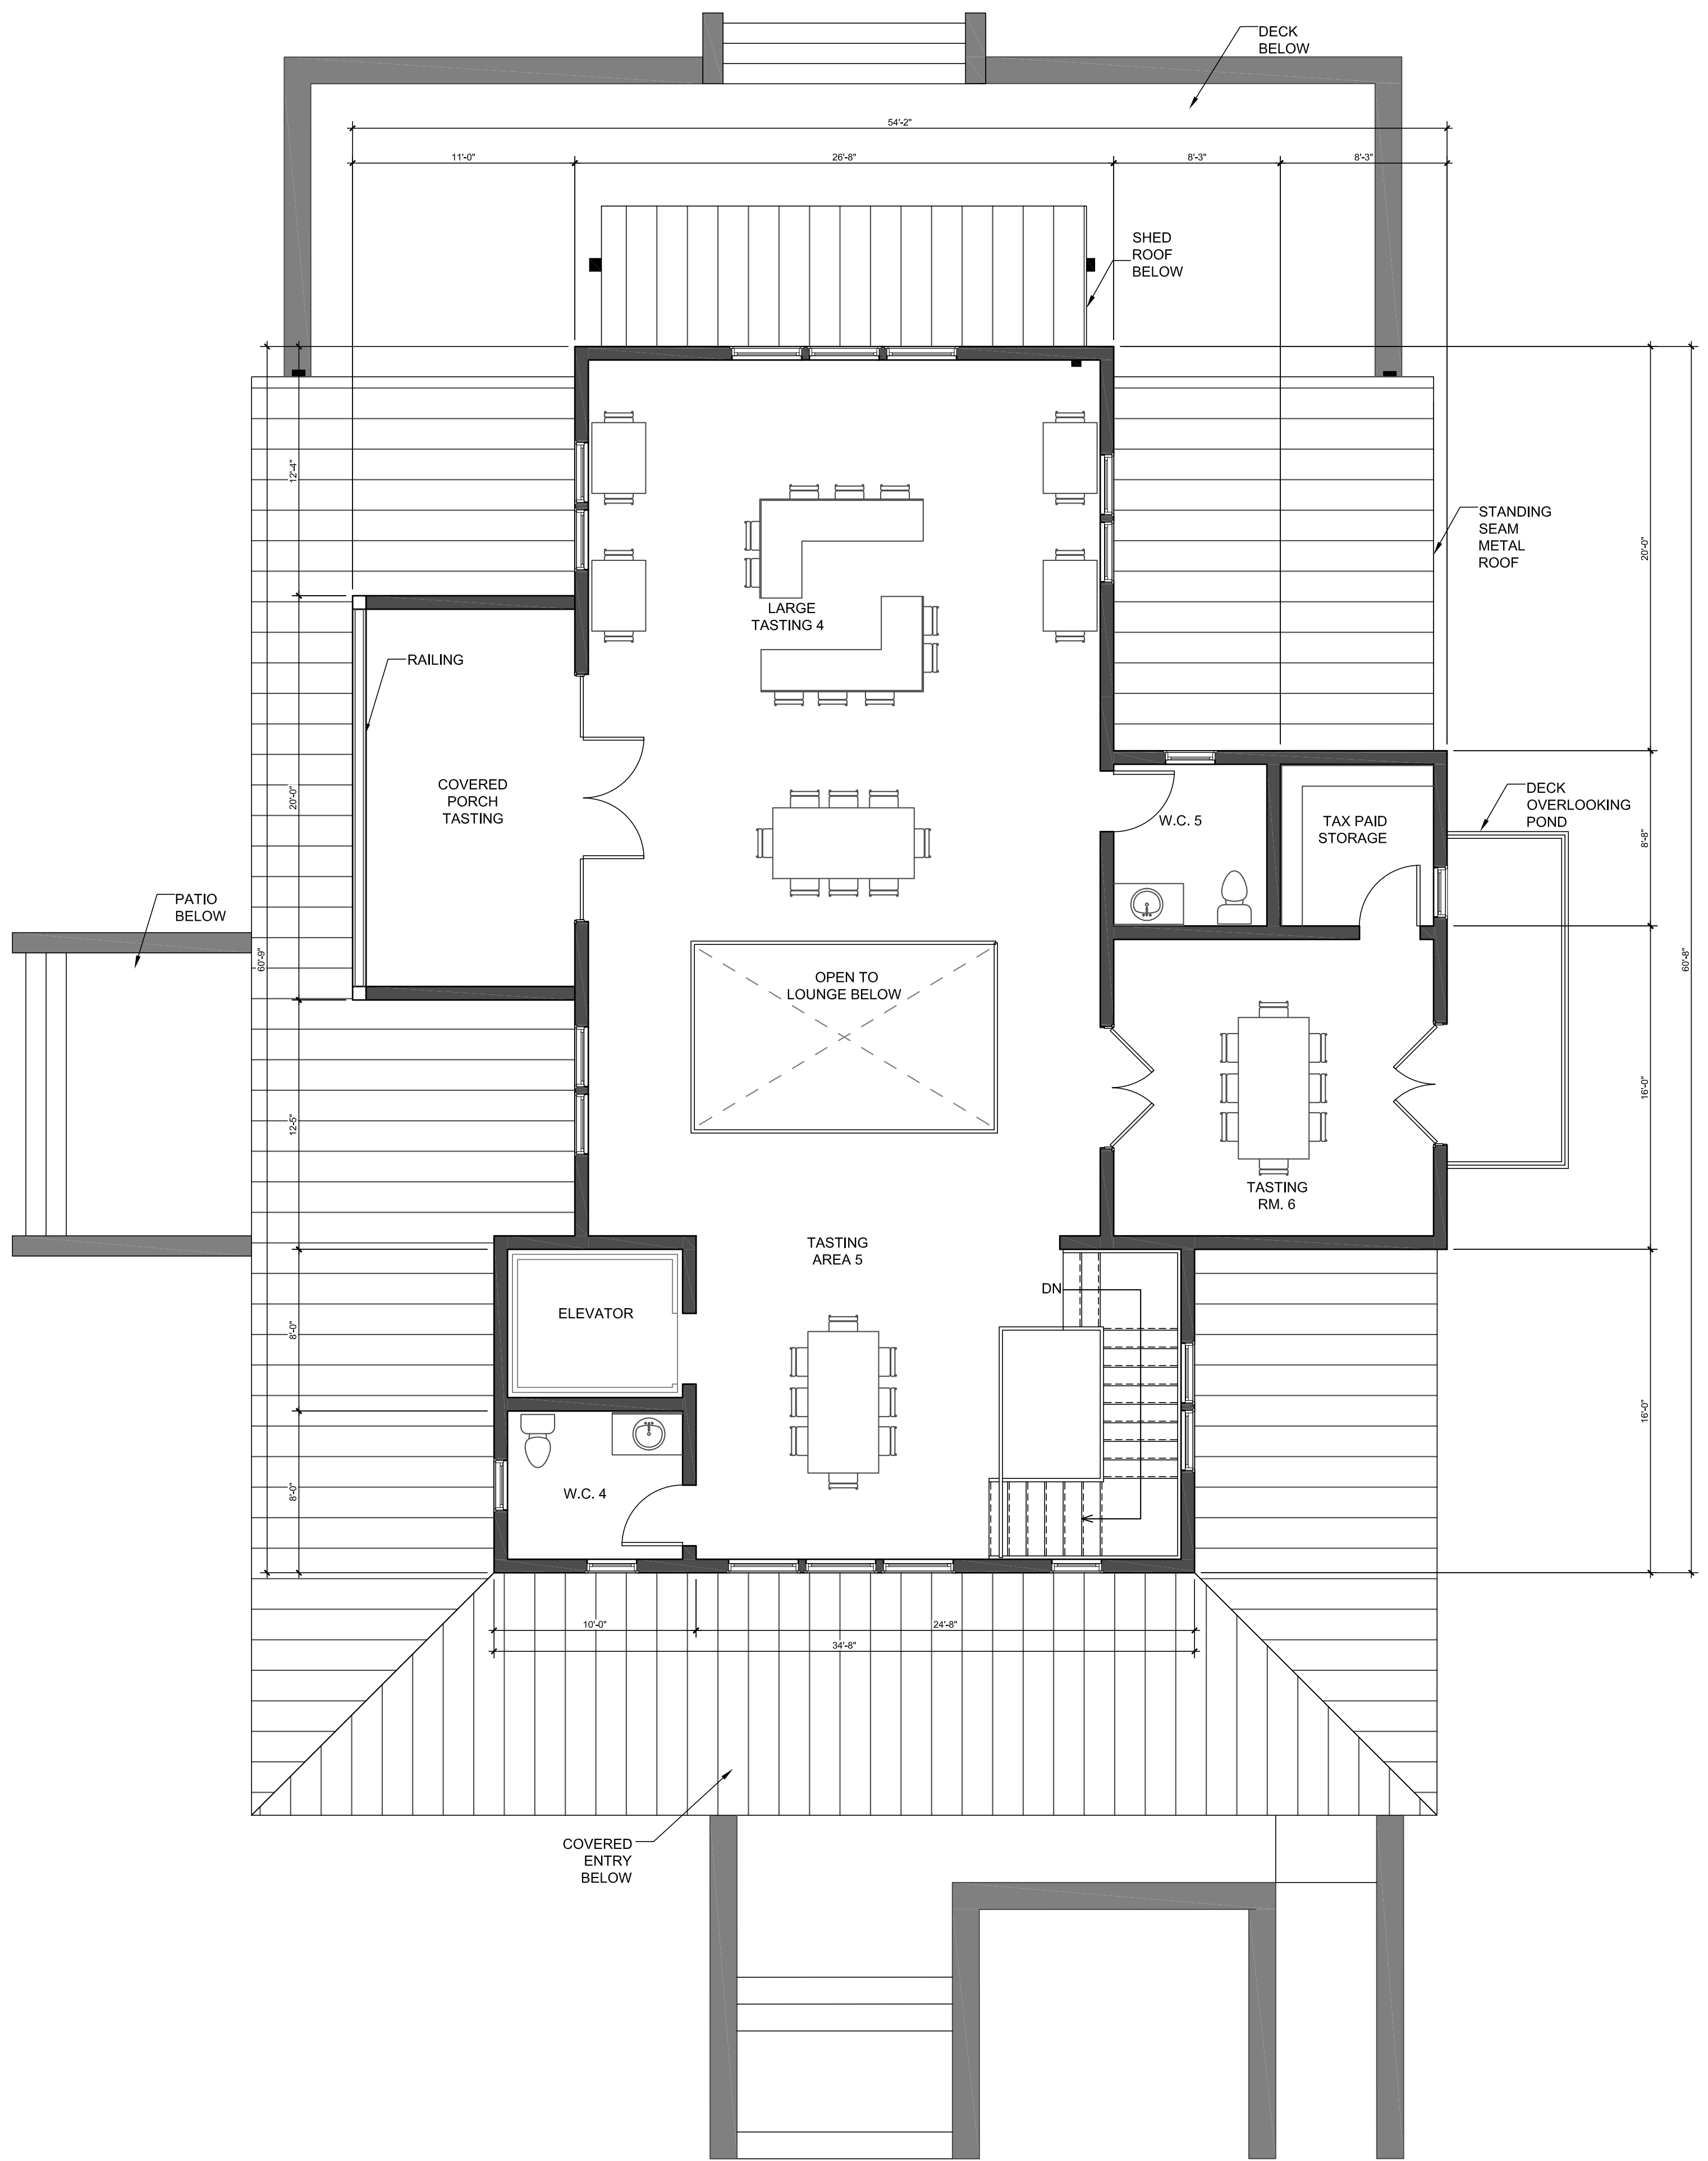 DECK
BELOW
54'-2"
11'-0"
26'-8"
8'-3"
8'-3"
SHED
ROOF
BELOW
12'-4"
STANDING
SEAM
METAL
ROOF
20'-0"
LARGE
TASTING 4
RAILING
COVERED
PORCH
TASTING
20'-0"
W.C. 5
TAX PAID
STORAGE
DECK
OVERLOOKING
POND
8'-8"
PATIO
BELOW
60'-9"
OPEN TO
LOUNGE BELOW
60'-8"
12'-5"
16'-0"
TASTING
RM. 6
TASTING
AREA 5
DN
ELEVATOR
8'-0"
16'-0"
W.C. 4
8'-0"
10'-0"
24'-8"
34'-8"
COVERED
ENTRY
BELOW